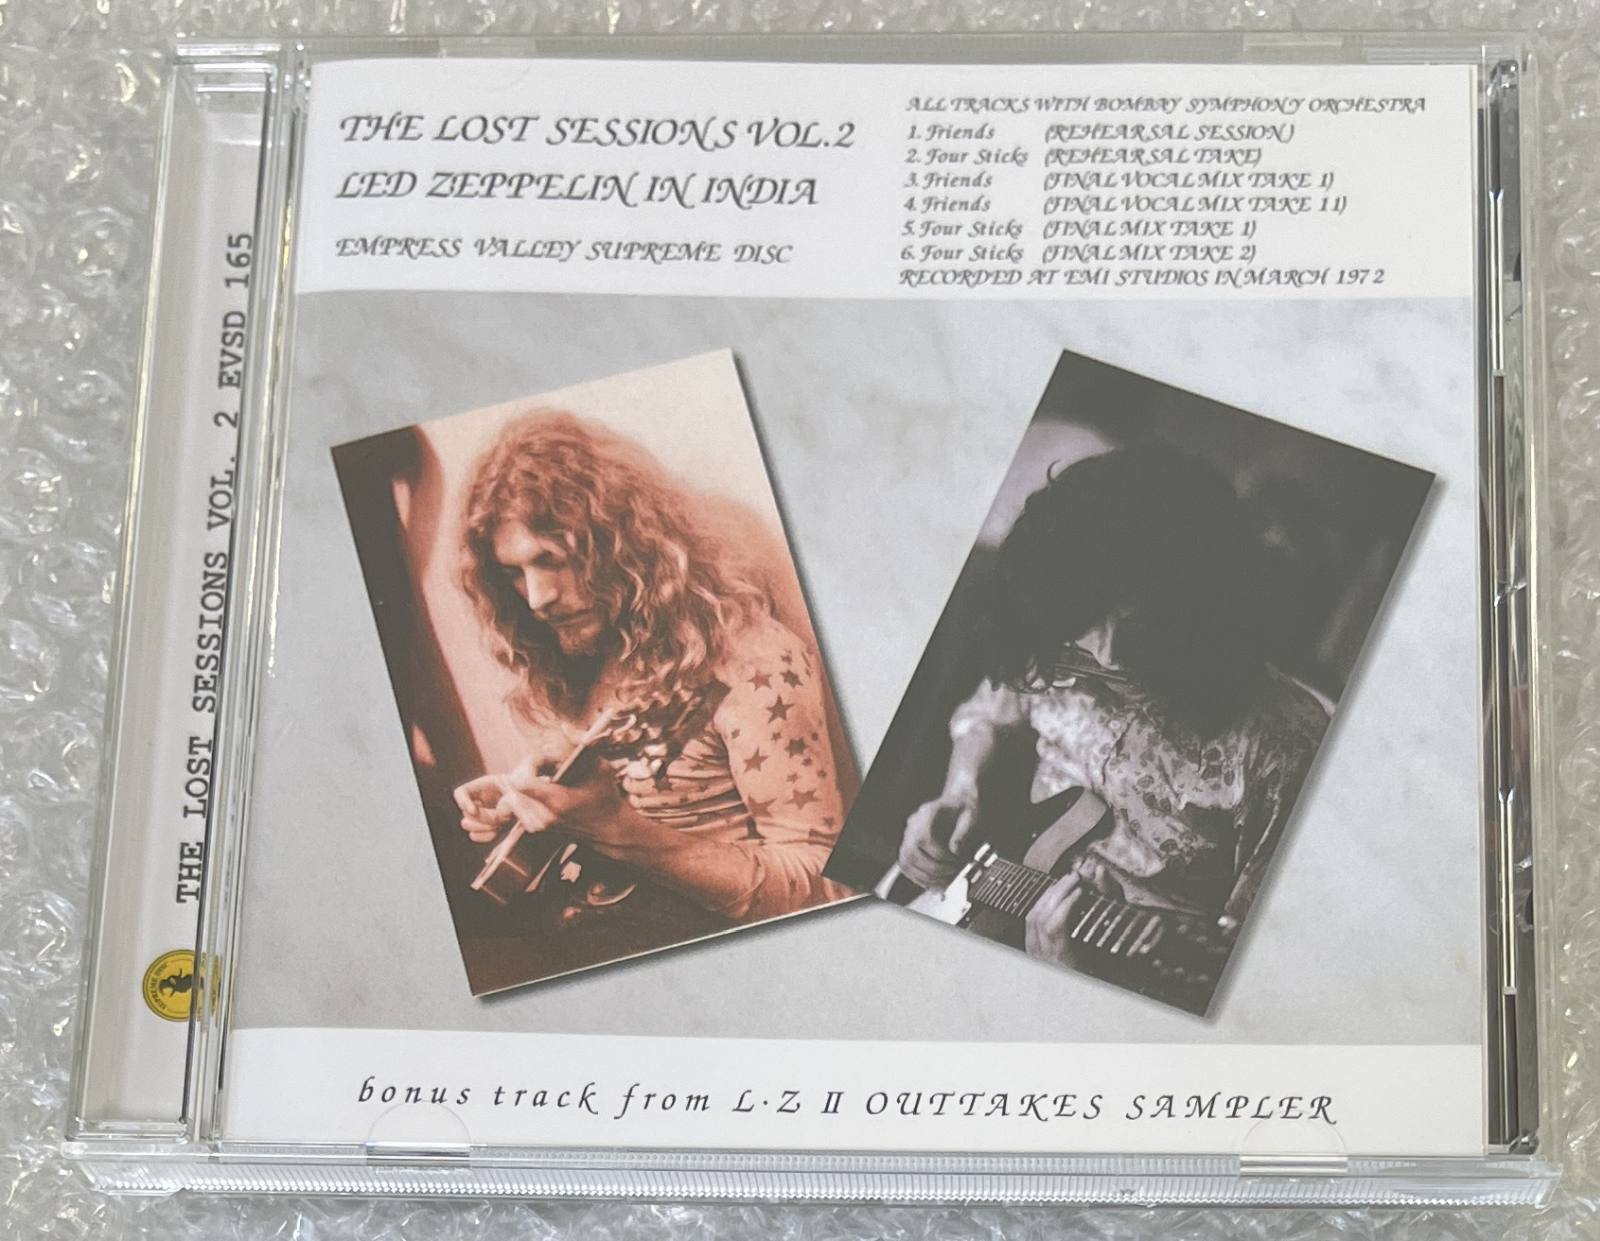 THE LOST SESSIONS VOL.2
LED ZEPPELIN IN INDIA
EMPRESS VALLEY SUPREME DISC
ALL TRACKS WITH BOMBAY SYMPHONY ORCHESTRA
1. Friends (REHEARSAL SESSION)
2. Four Sticks (REHEARSAL TAKE)
3. Friends (FINAL VOCAL MIX TAKE 1)
4. Friends (FINAL VOCAL MIX TAKE 11)
5. Four Sticks (FINAL MIX TAKE 1)
6. Four Sticks (FINAL MIX TAKE 2)
RECORDED AT EMI STUDIOS IN MARCH 1972
THE LOST SESSIONS VOL. 2 EVSD 165
bonus track from L·Z II OUTTAKES SAMPLER